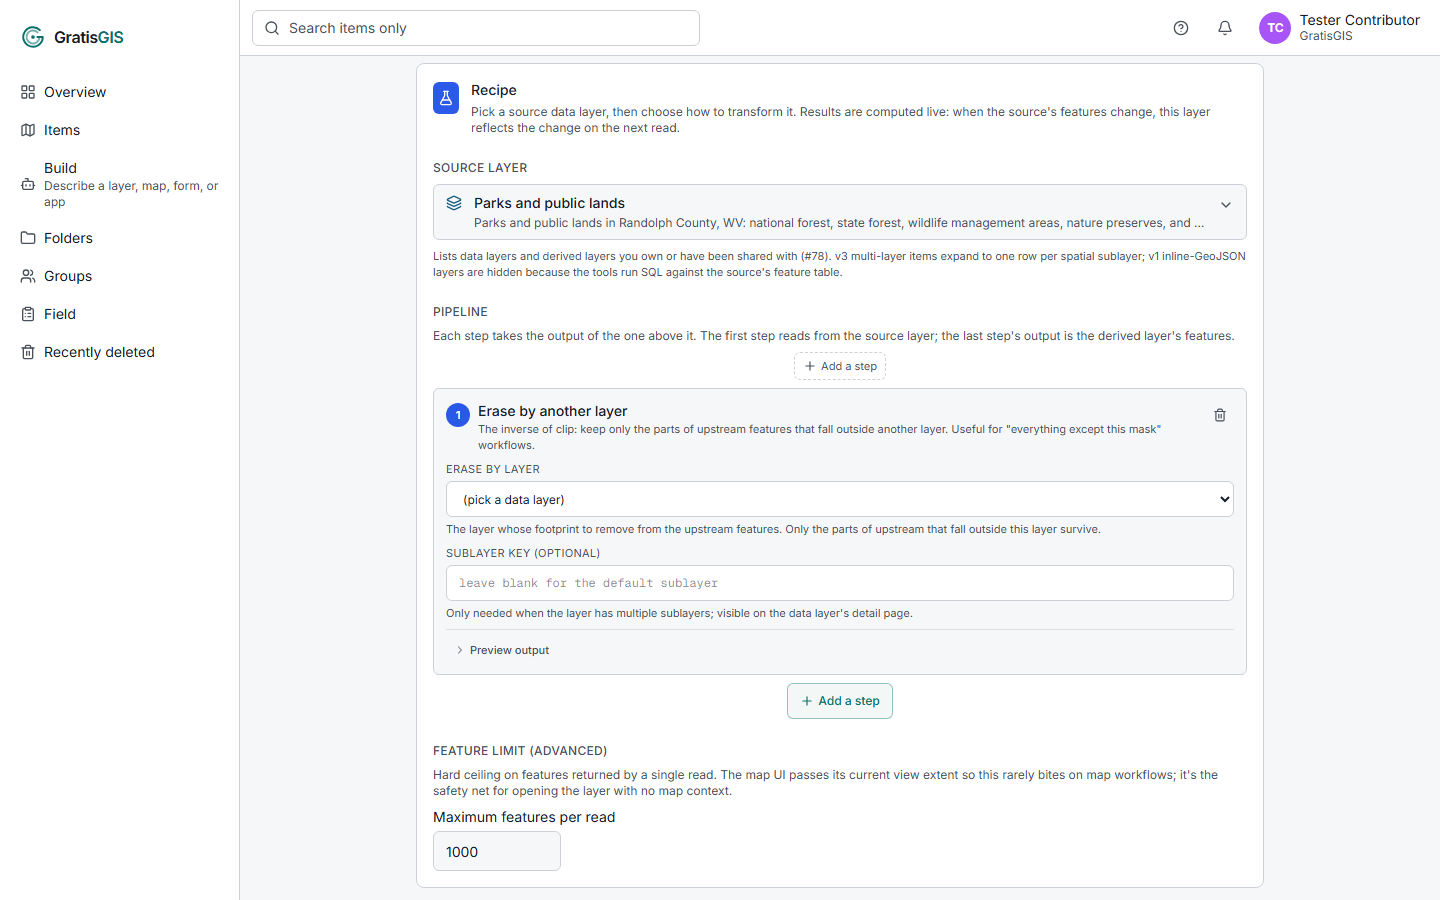 GratisGIS
Search items only
TC
Tester Contributor
GratisGIS
Overview
Items
Build
Describe a layer, map, form, or
app
Folders
Groups
Field
Recently deleted
Recipe
Pick a source data layer, then choose how to transform it. Results are computed live: when the source's features change, this layer
reflects the change on the next read.
SOURCE LAYER
Parks and public lands
Parks and public lands in Randolph County, WV: national forest, state forest, wildlife management areas, nature preserves, and ...
Lists data layers and derived layers you own or have been shared with (#78). v3 multi-layer items expand to one row per spatial sublayer; v1 inline-GeoJSON
layers are hidden because the tools run SQL against the source's feature table.
PIPELINE
Each step takes the output of the one above it. The first step reads from the source layer; the last step's output is the derived layer's features.
+ Add a step
1
Erase by another layer
The inverse of clip: keep only the parts of upstream features that fall outside another layer. Useful for "everything except this mask"
workflows.
ERASE BY LAYER
(pick a data layer)
The layer whose footprint to remove from the upstream features. Only the parts of upstream that fall outside this layer survive.
SUBLAYER KEY (OPTIONAL)
leave blank for the default sublayer
Only needed when the layer has multiple sublayers; visible on the data layer's detail page.
Preview output
+ Add a step
FEATURE LIMIT (ADVANCED)
Hard ceiling on features returned by a single read. The map UI passes its current view extent so this rarely bites on map workflows; it's the
safety net for opening the layer with no map context.
Maximum features per read
1000